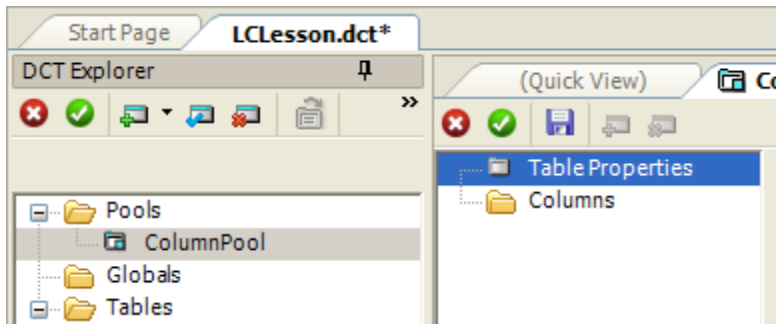 Start Page
LCLesson.dct*
DCT Explorer
(Quick View)
»
Table Properties
Columns
Pools
ColumnPool
Globals
Tables